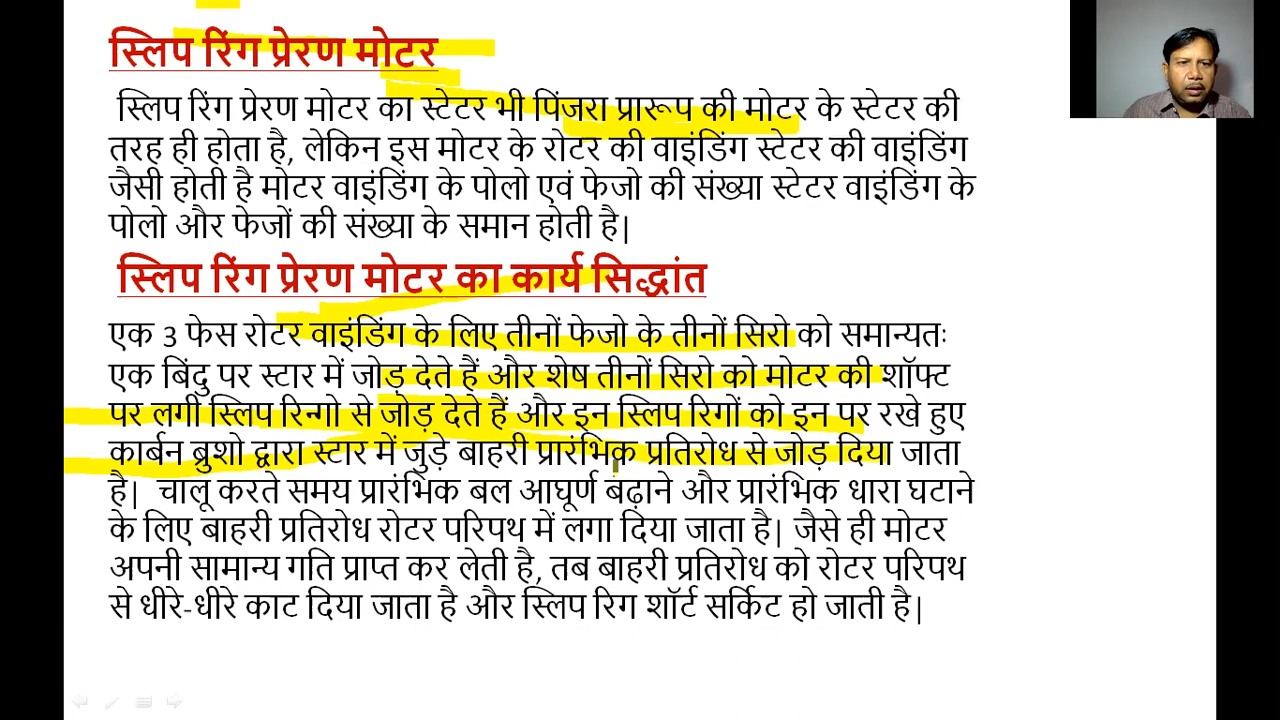 स्लिप रिंग प्रेरण मोटर
स्लिप रिंग प्रेरण मोटर का स्टेटर भी पिंजरा प्रारूप की मोटर के स्टेटर की
तरह ही होता है, लेकिन इस मोटर के रोटर की वाइंडिंग स्टेटर की वाइंडिंग
जैसी होती है मोटर वाइंडिंग के पोलो एवं फेजो की संख्या स्टेटर वाइंडिंग के
पोलो और फेजों की संख्या के समान होती है|
स्लिप रिंग प्रेरण मोटर का कार्य सिद्धांत
एक 3 फेस रोटर वाइंडिंग के लिए तीनों फेजो के तीनों सिरो को समान्यतः
एक बिंदु पर स्टार में जोड़ देते हैं और शेष तीनों सिरो को मोटर की शॉफ्ट
पर लगी स्लिप रिन्गो से जोड़ देते हैं और इन स्लिप रिगों को इन पर रखे हुए
कार्बन ब्रुशो द्वारा स्टार में जुड़े बाहरी प्रारंभिक प्रतिरोध से जोड़ दिया जाता
है| चालू करते समय प्रारंभिक बल आघूर्ण बढ़ाने और प्रारंभिक धारा घटाने
के लिए बाहरी प्रतिरोध रोटर परिपथ में लगा दिया जाता है| जैसे ही मोटर
अपनी सामान्य गति प्राप्त कर लेती है, तब बाहरी प्रतिरोध को रोटर परिपथ
से धीरे-धीरे काट दिया जाता है और स्लिप रिग शॉर्ट सर्किट हो जाती है|